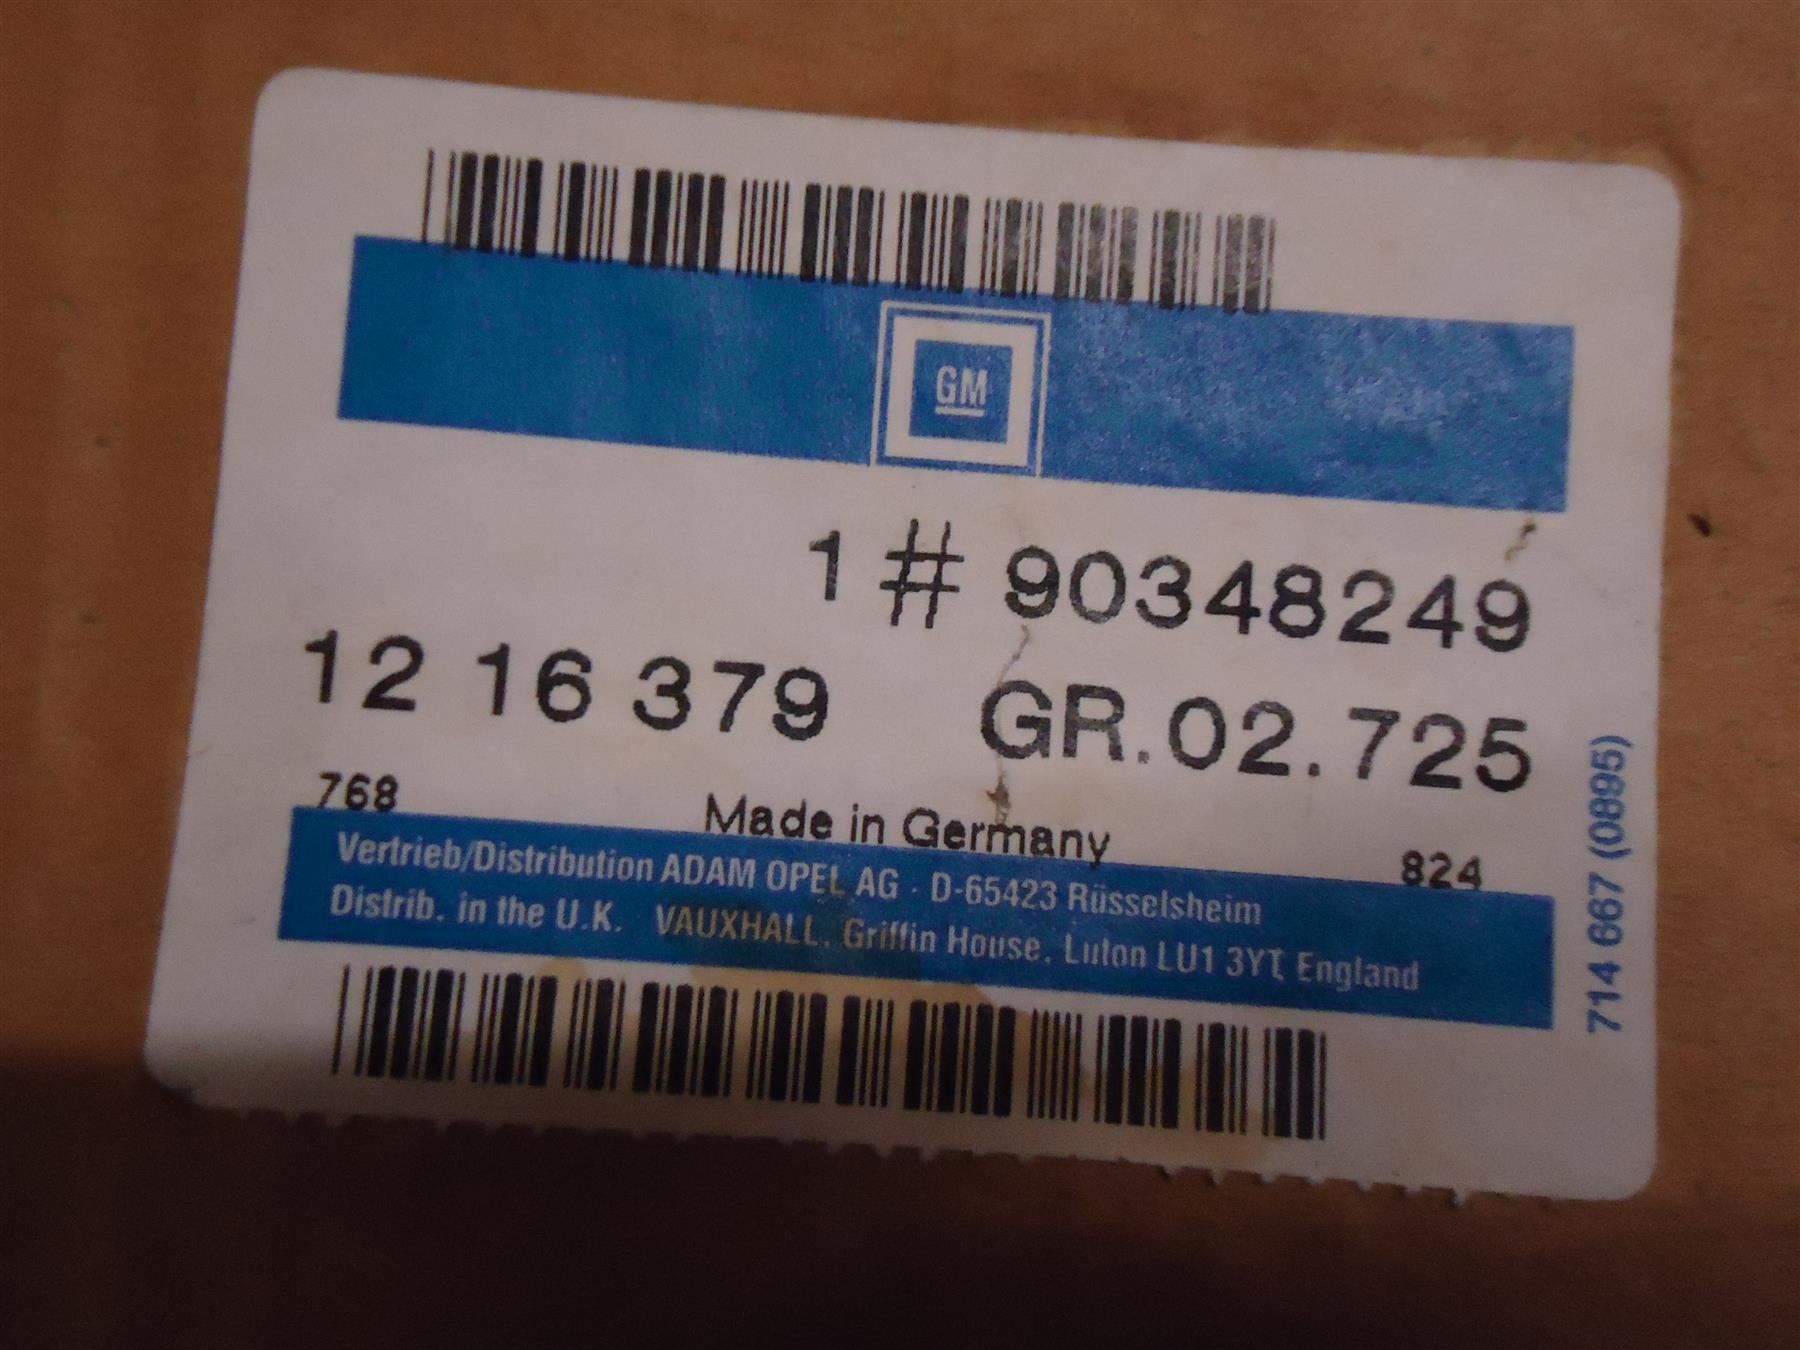 GM
1 # 90348249
12 16 379 GR.02.725
768 Made in Germany 824
Vertrieb/Distribution ADAM OPEL AG · D-65423 Rüsselsheim
Distrib. in the U.K. VAUXHALL, Griffin House, Luton LU1 3YT, England
714 667 (0895)